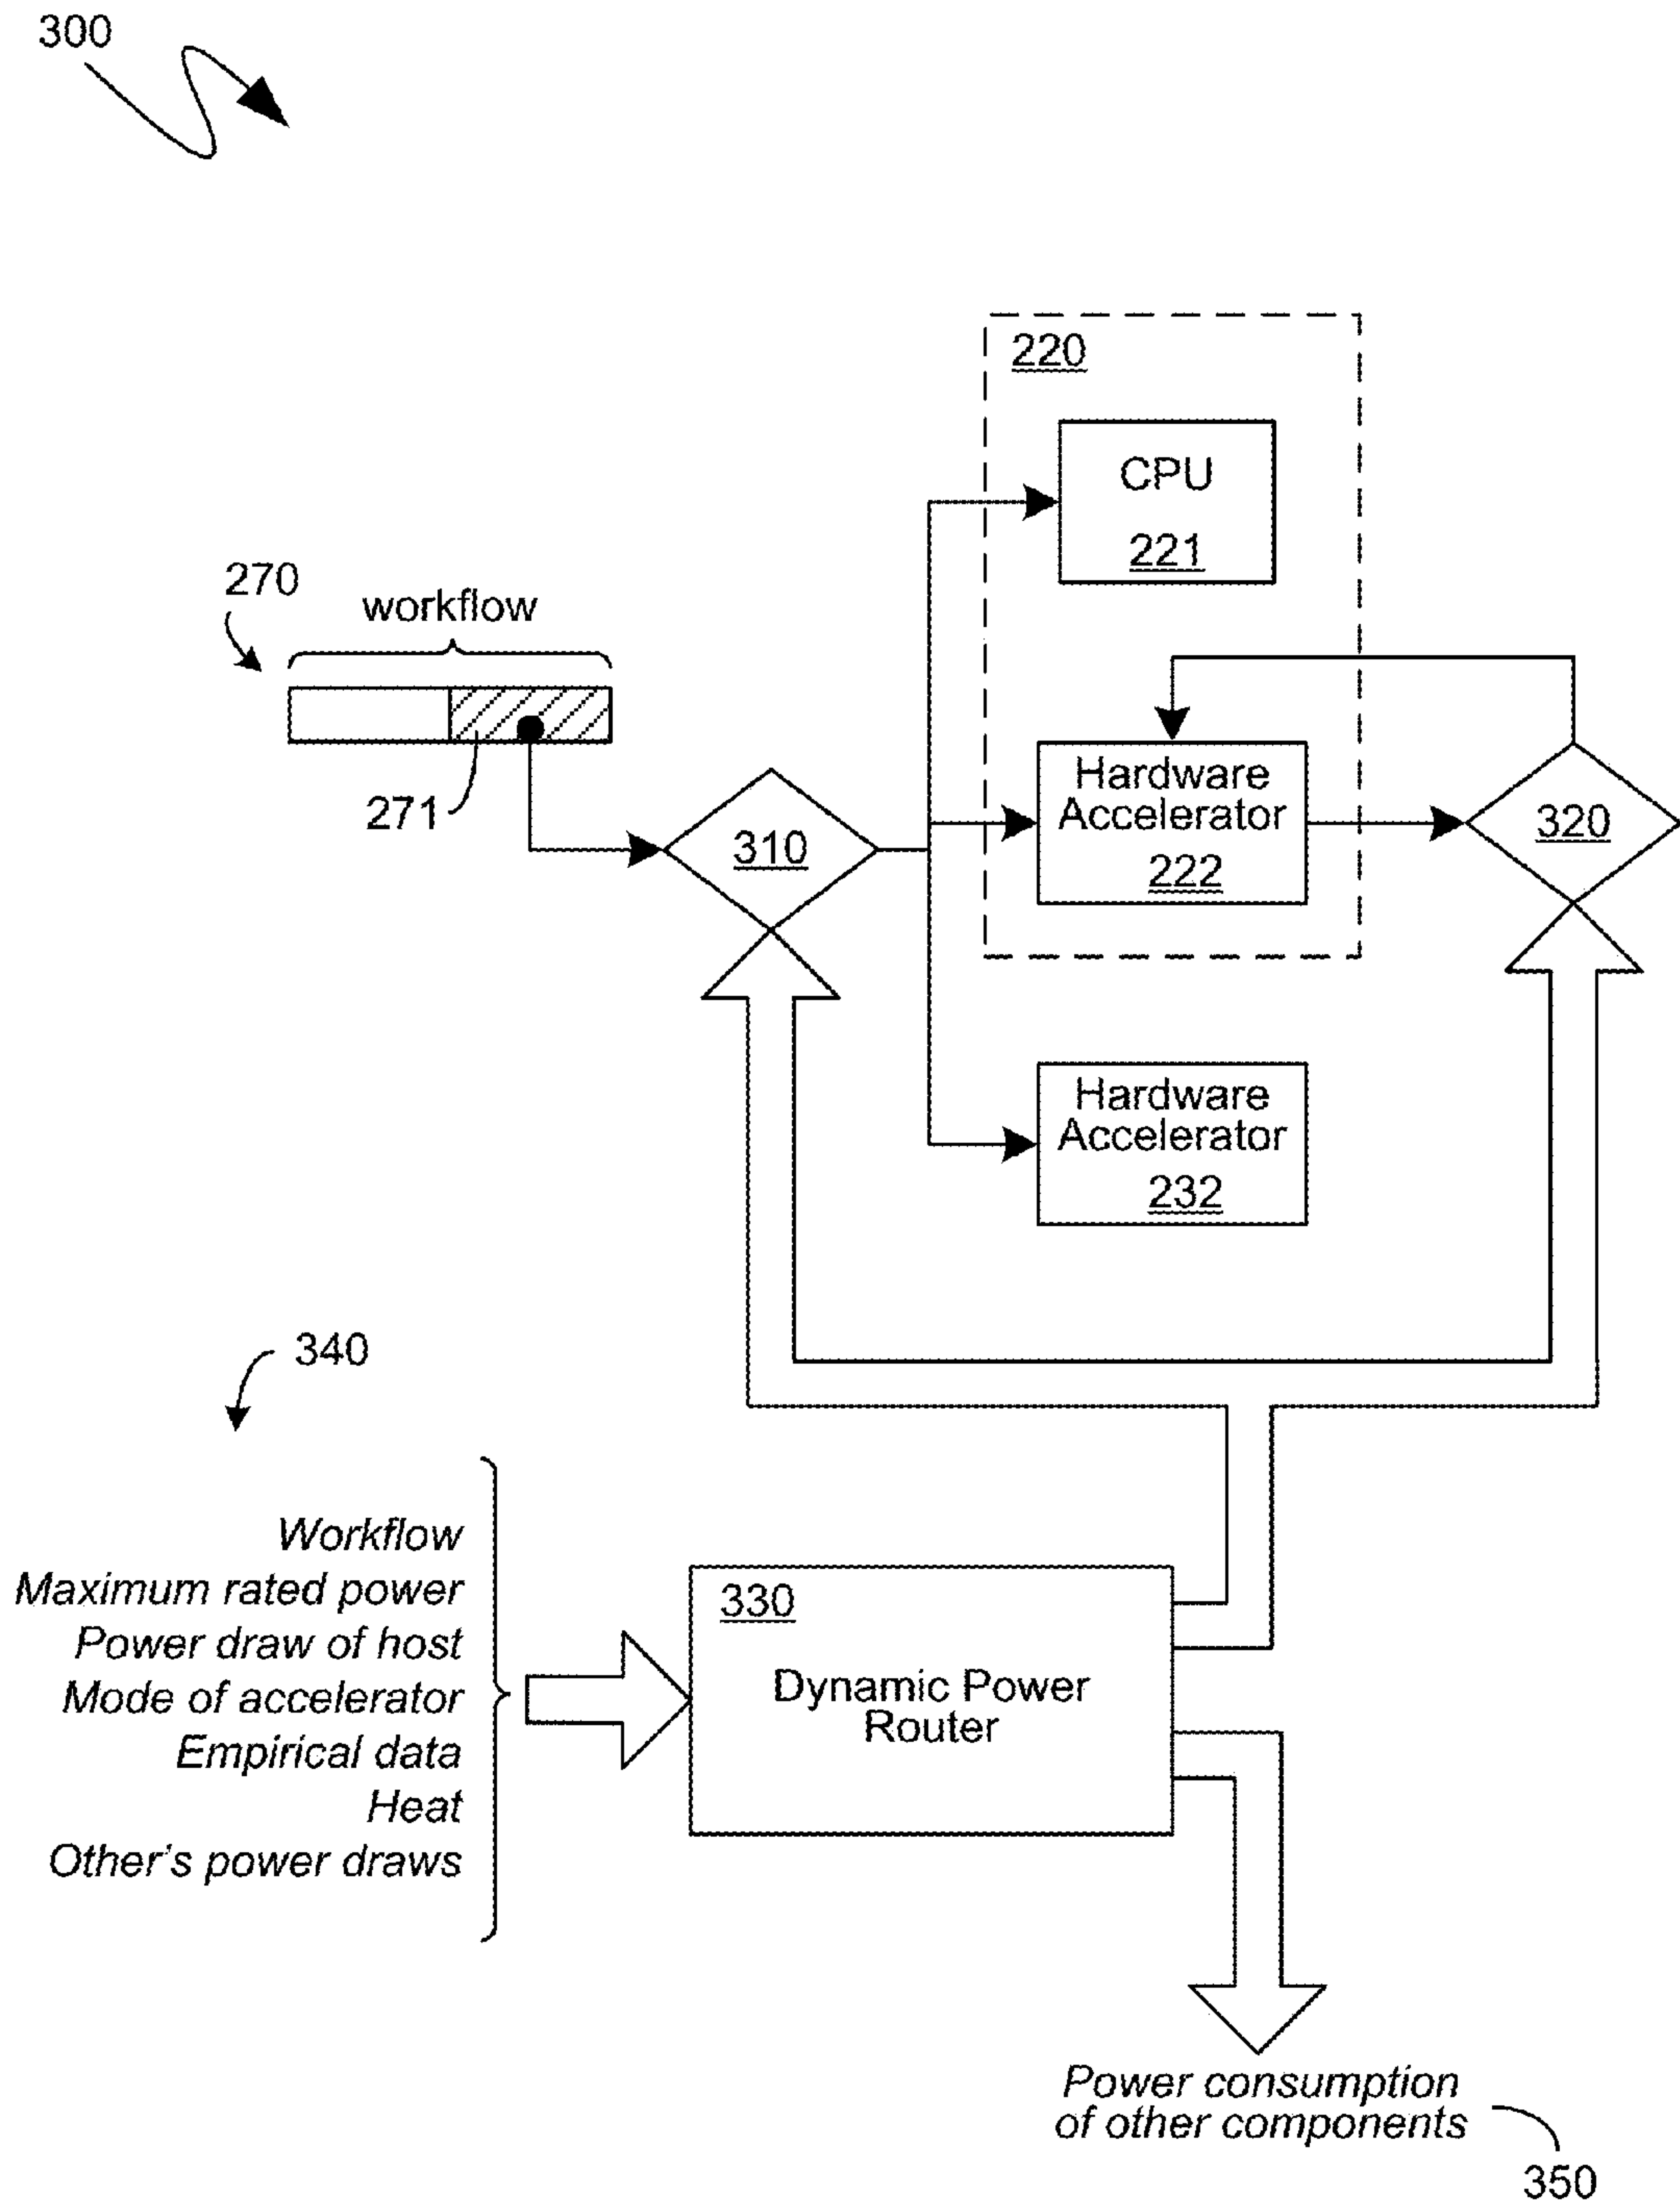 300
220
CPU
221
270
workflow
271
310
Hardware
Accelerator
222
320
Hardware
Accelerator
232
340
Workflow
Maximum rated power
Power draw of host
Mode of accelerator
Empirical data
Heat
Other's power draws
330
Dynamic Power
Router
Power consumption
of other components
350